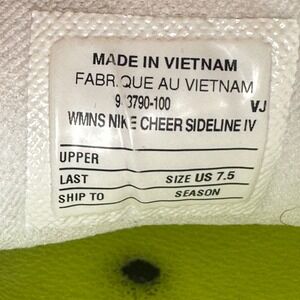 MADE IN VIETNAM
FABR QUE AU VIETNAM
9 3790-100 VJ
WMNS NIKE CHEER SIDELINE IV
UPPER
LAST SIZE US 7.5
SHIP TO SEASON